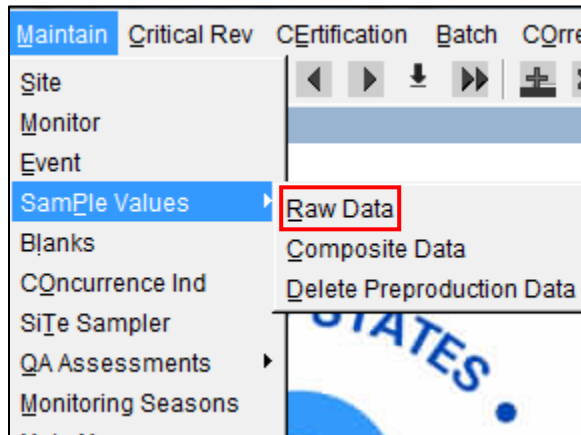 Maintain Critical Rev CErtification Batch COrre
Site
Monitor
Event
SamPle Values
Raw Data
Blanks
Composite Data
COncurrence Ind
Delete Preproduction Data
SiTe Sampler
STATES •
QA Assessments
Monitoring Seasons